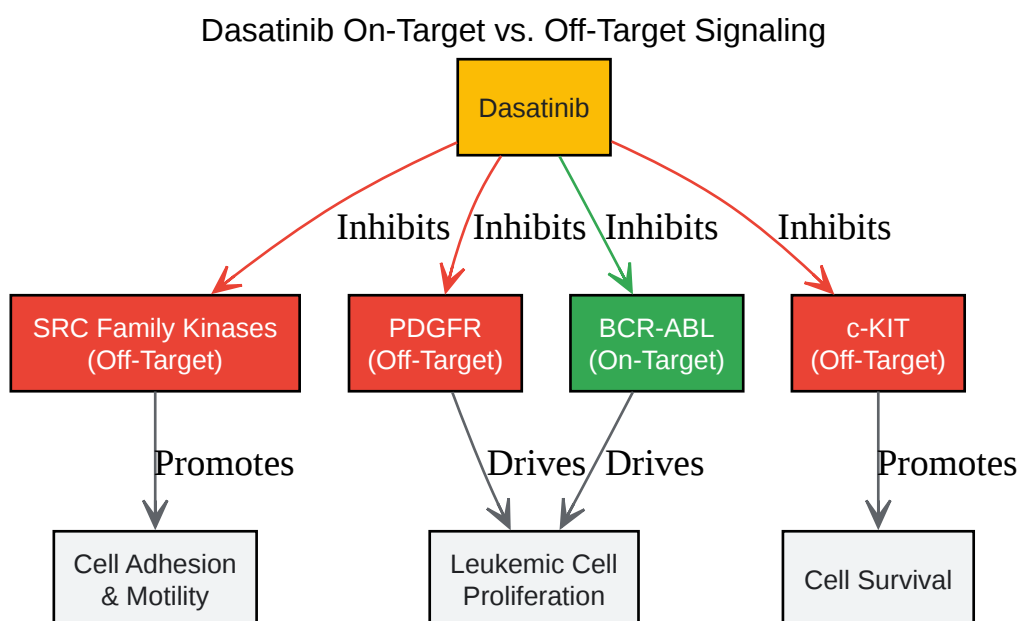 Dasatinib On-Target vs. Off-Target Signaling
Dasatinib
Inhibits
Inhibits
Inhibits
Inhibits
SRC Family Kinases
(Off-Target)
PDGFR
(Off-Target)
BCR-ABL
(On-Target)
c-KIT
(Off-Target)
Promotes
Drives
Drives
Promotes
Cell Adhesion
& Motility
Leukemic Cell
Proliferation
Cell Survival